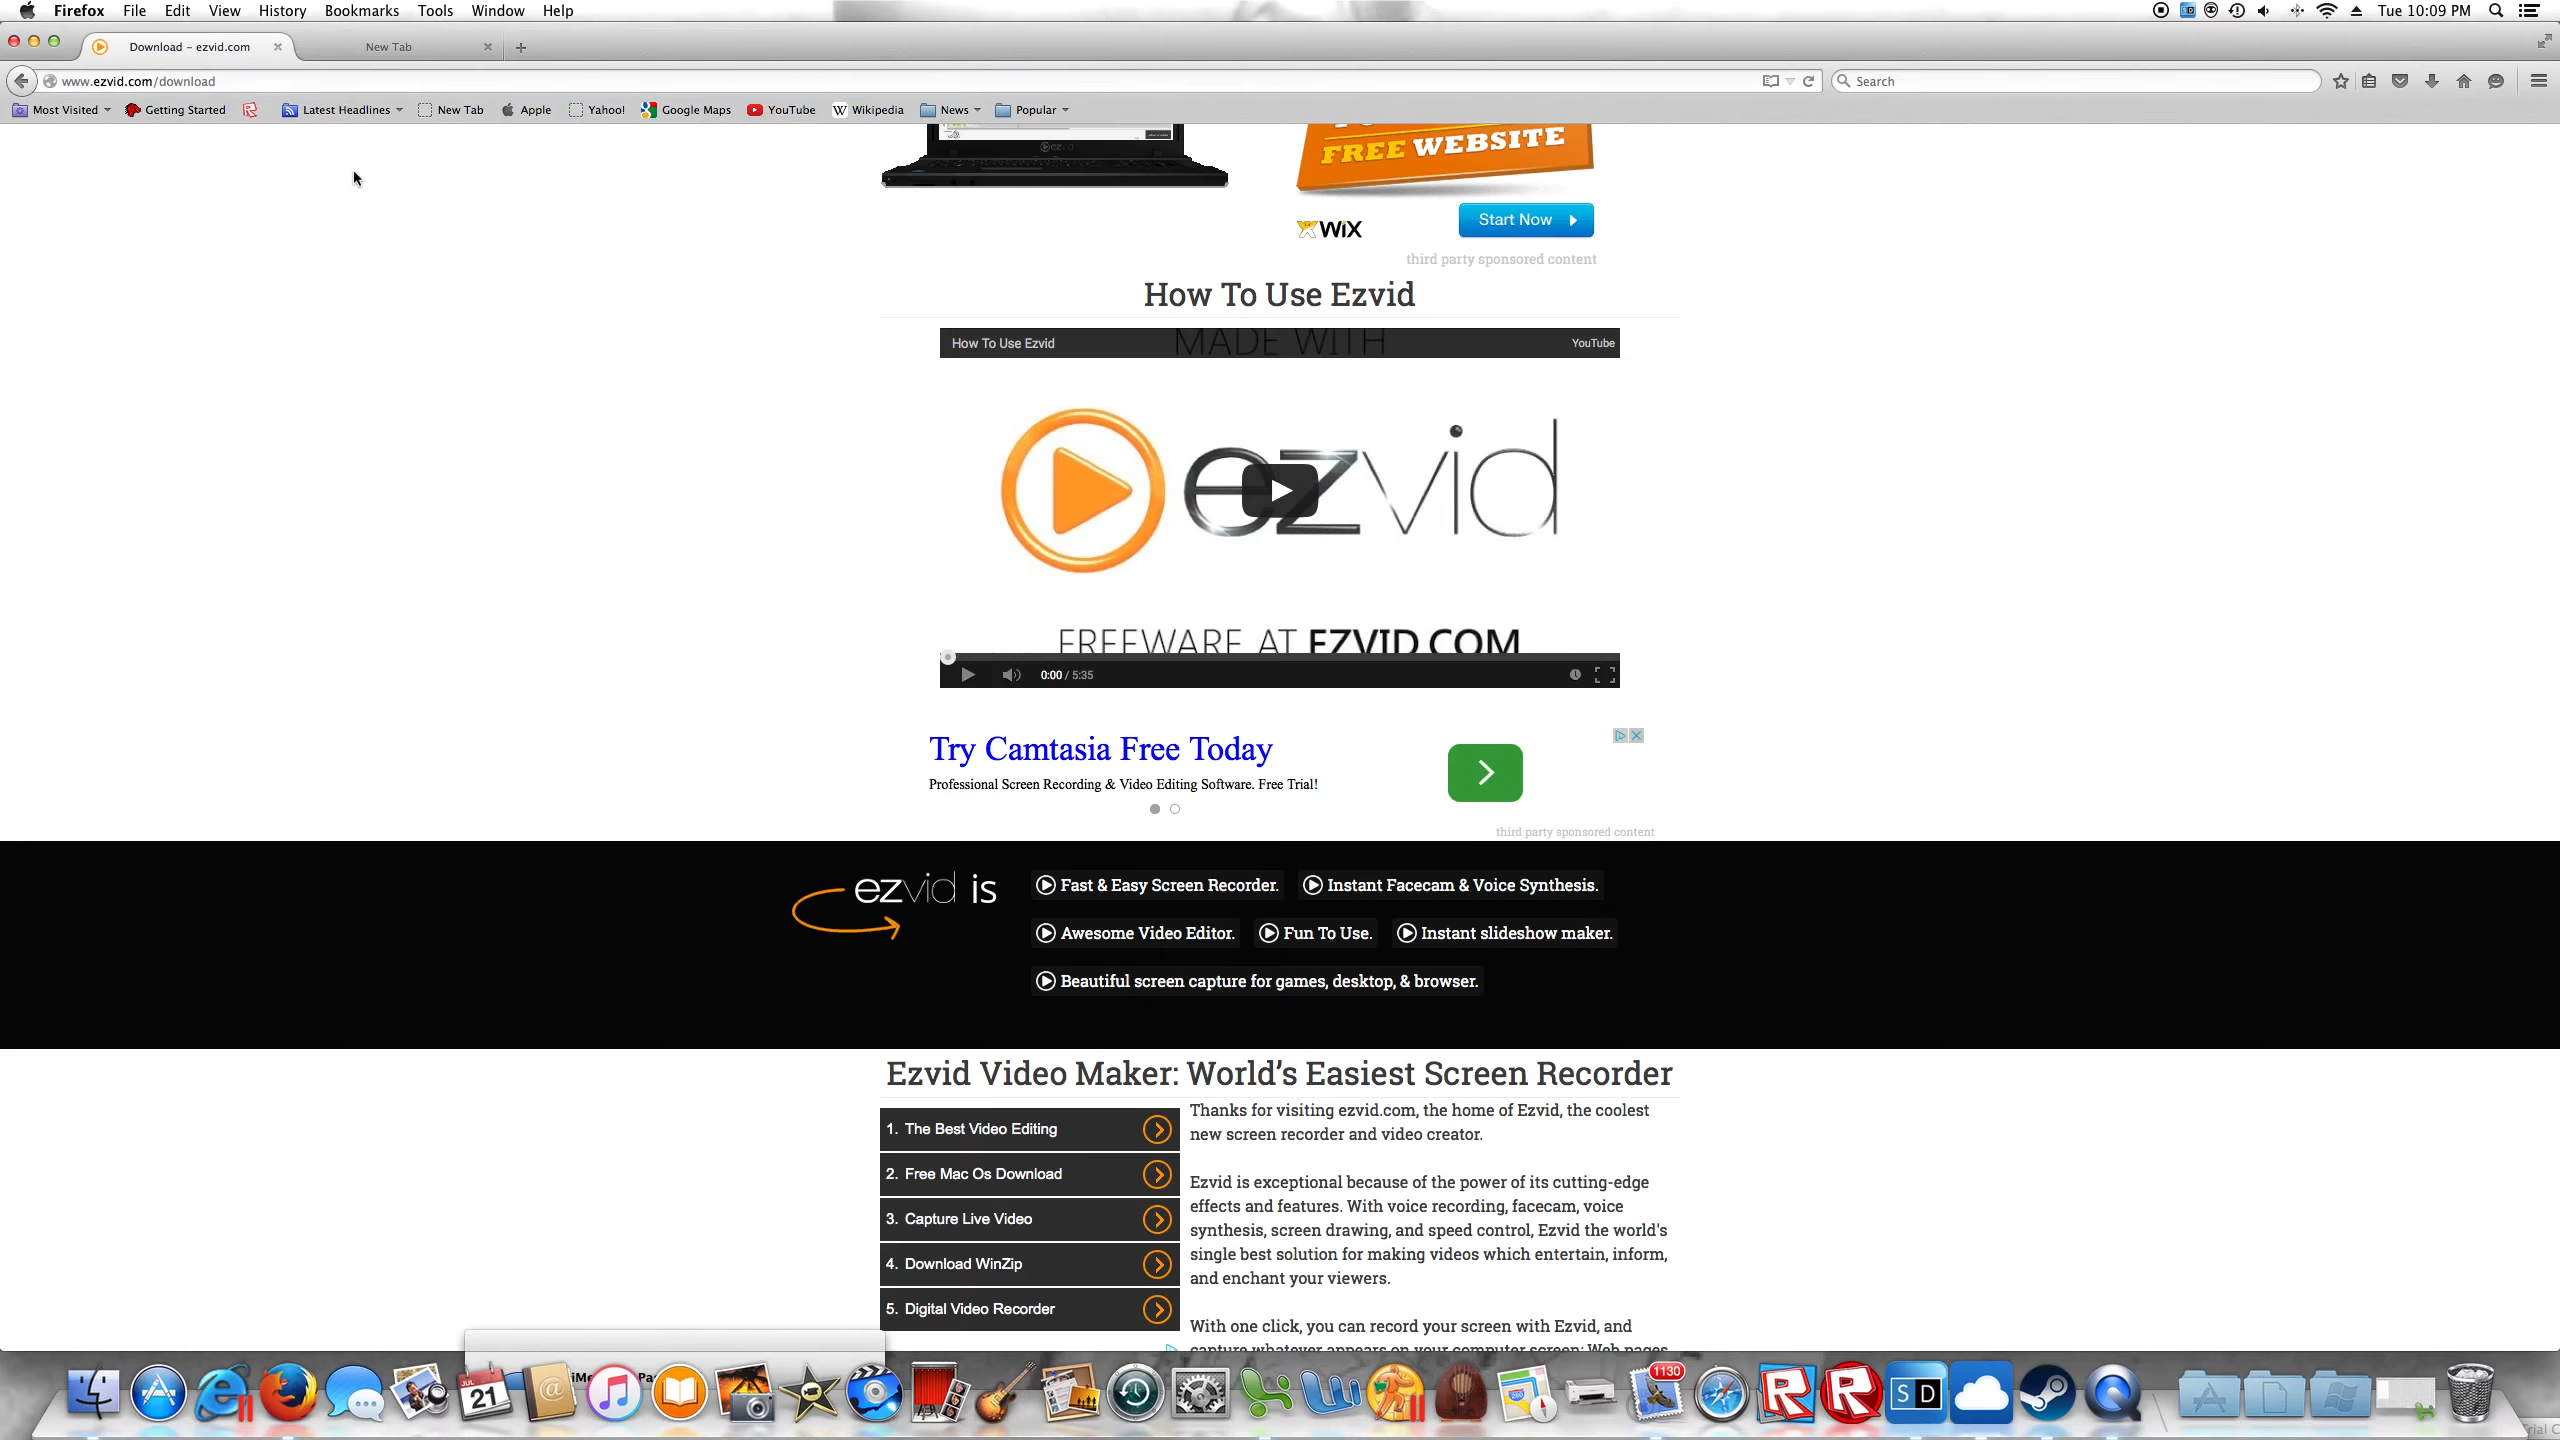 Firefox File Edit View History Bookmarks Tools Window Help
Tue 10:09 PM
Download – ezvid.com
New Tab
www.ezvid.com/download
Search
Most Visited Getting Started Latest Headlines New Tab Apple Yahoo! Google Maps YouTube Wikipedia News Popular
FREE WEBSITE
WiX
Start Now
third party sponsored content
How To Use Ezvid
How To Use Ezvid
MADE WITH
YouTube
ezvid
FREEWARE AT EZVID.COM
0:00 / 5:35
Try Camtasia Free Today
Professional Screen Recording & Video Editing Software. Free Trial!
third party sponsored content
ezvid is
Fast & Easy Screen Recorder.
Instant Facecam & Voice Synthesis.
Awesome Video Editor.
Fun To Use.
Instant slideshow maker.
Beautiful screen capture for games, desktop, & browser.
Ezvid Video Maker: World's Easiest Screen Recorder
1. The Best Video Editing
2. Free Mac Os Download
3. Capture Live Video
4. Download WinZip
5. Digital Video Recorder
Thanks for visiting ezvid.com, the home of Ezvid, the coolest
new screen recorder and video creator.
Ezvid is exceptional because of the power of its cutting-edge
effects and features. With voice recording, facecam, voice
synthesis, screen drawing, and speed control, Ezvid the world's
single best solution for making videos which entertain, inform,
and enchant your viewers.
With one click, you can record your screen with Ezvid, and
capture whatever appears on your computer screen: Web pages,
JUL
21
1130
S D